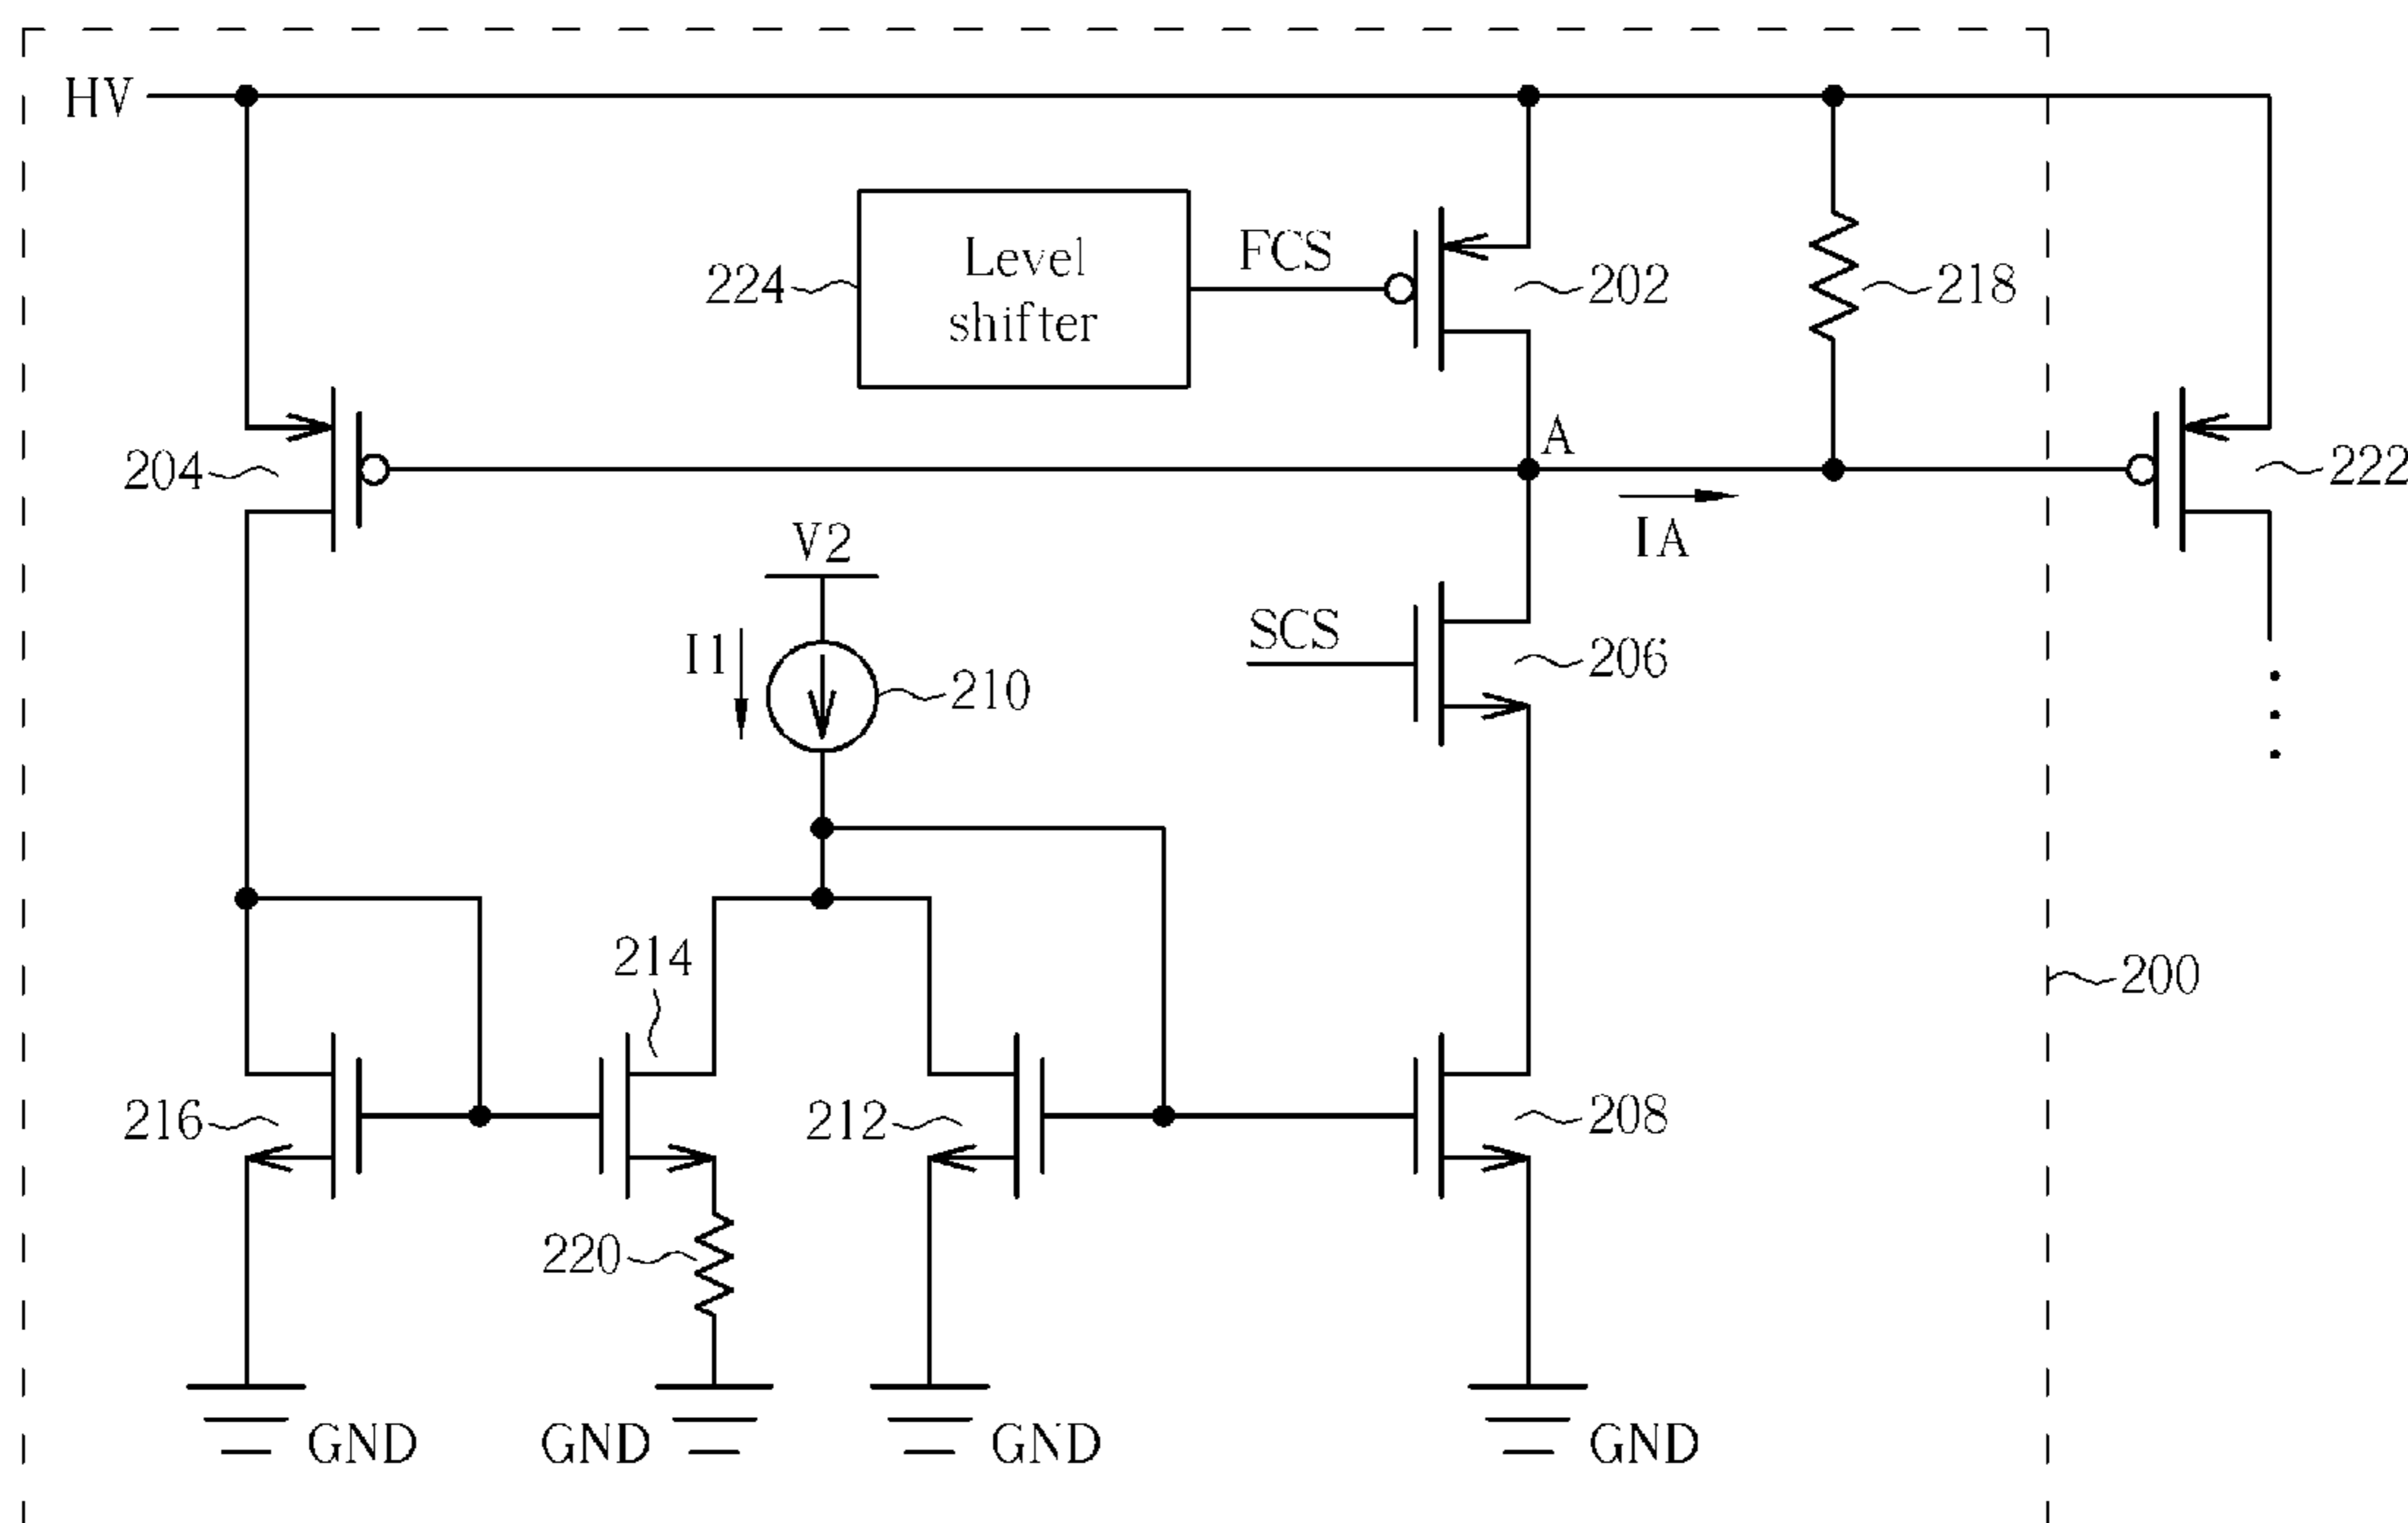 HV
Level
shifter
224
FCS
202
218
A
204
222
IA
V2
I1
210
SCS
206
214
200
216
212
208
220
GND
GND
GND
GND